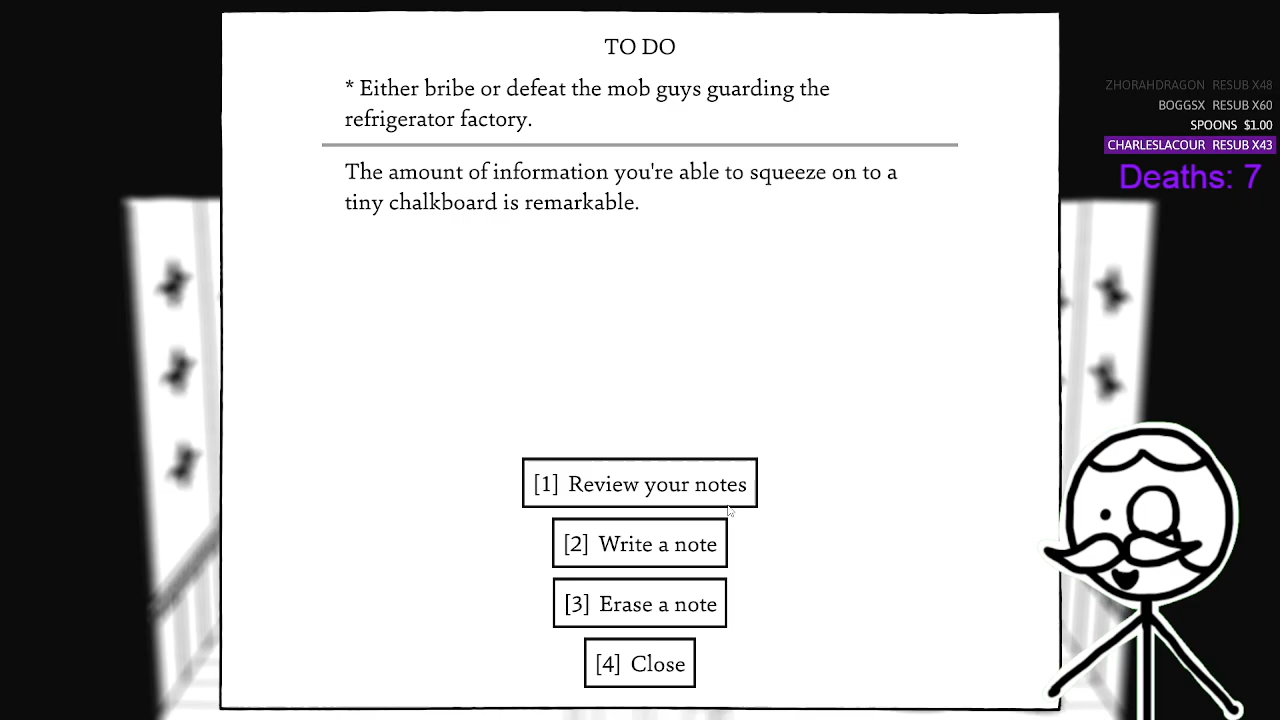 TO DO
* Either bribe or defeat the mob guys guarding the
refrigerator factory.
The amount of information you're able to squeeze on to a
tiny chalkboard is remarkable.
[1] Review your notes
[2] Write a note
[3] Erase a note
[4] Close
ZHORAHDRAGON RESUB X48
BOGGSX RESUB X60
SPOONS $1.00
CHARLESLACOUR RESUB X43
Deaths: 7